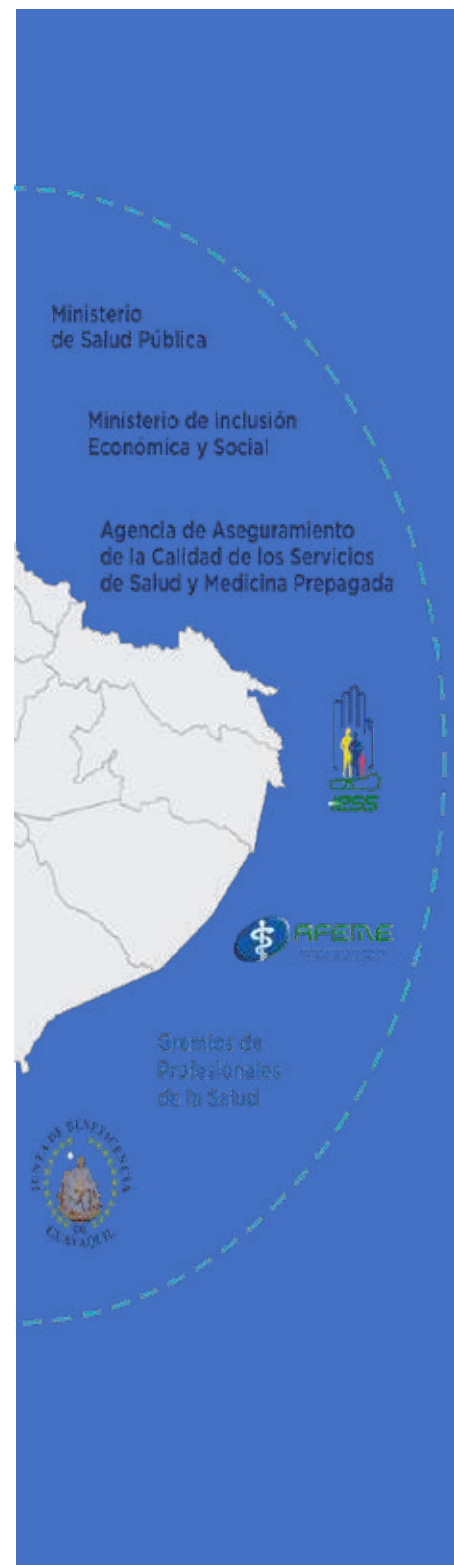 Ministerio
de Salud Pública
Ministerio de Inclusión
Económica y Social
Agencia de Aseguramiento
de la Calidad de los Servicios
de Salud y Medicina Prepagada
IESS
AFEME
Gremios de
Profesionales
de la Salud
JUNTA DE BENEFICENCIA
DE
GUAYAQUIL